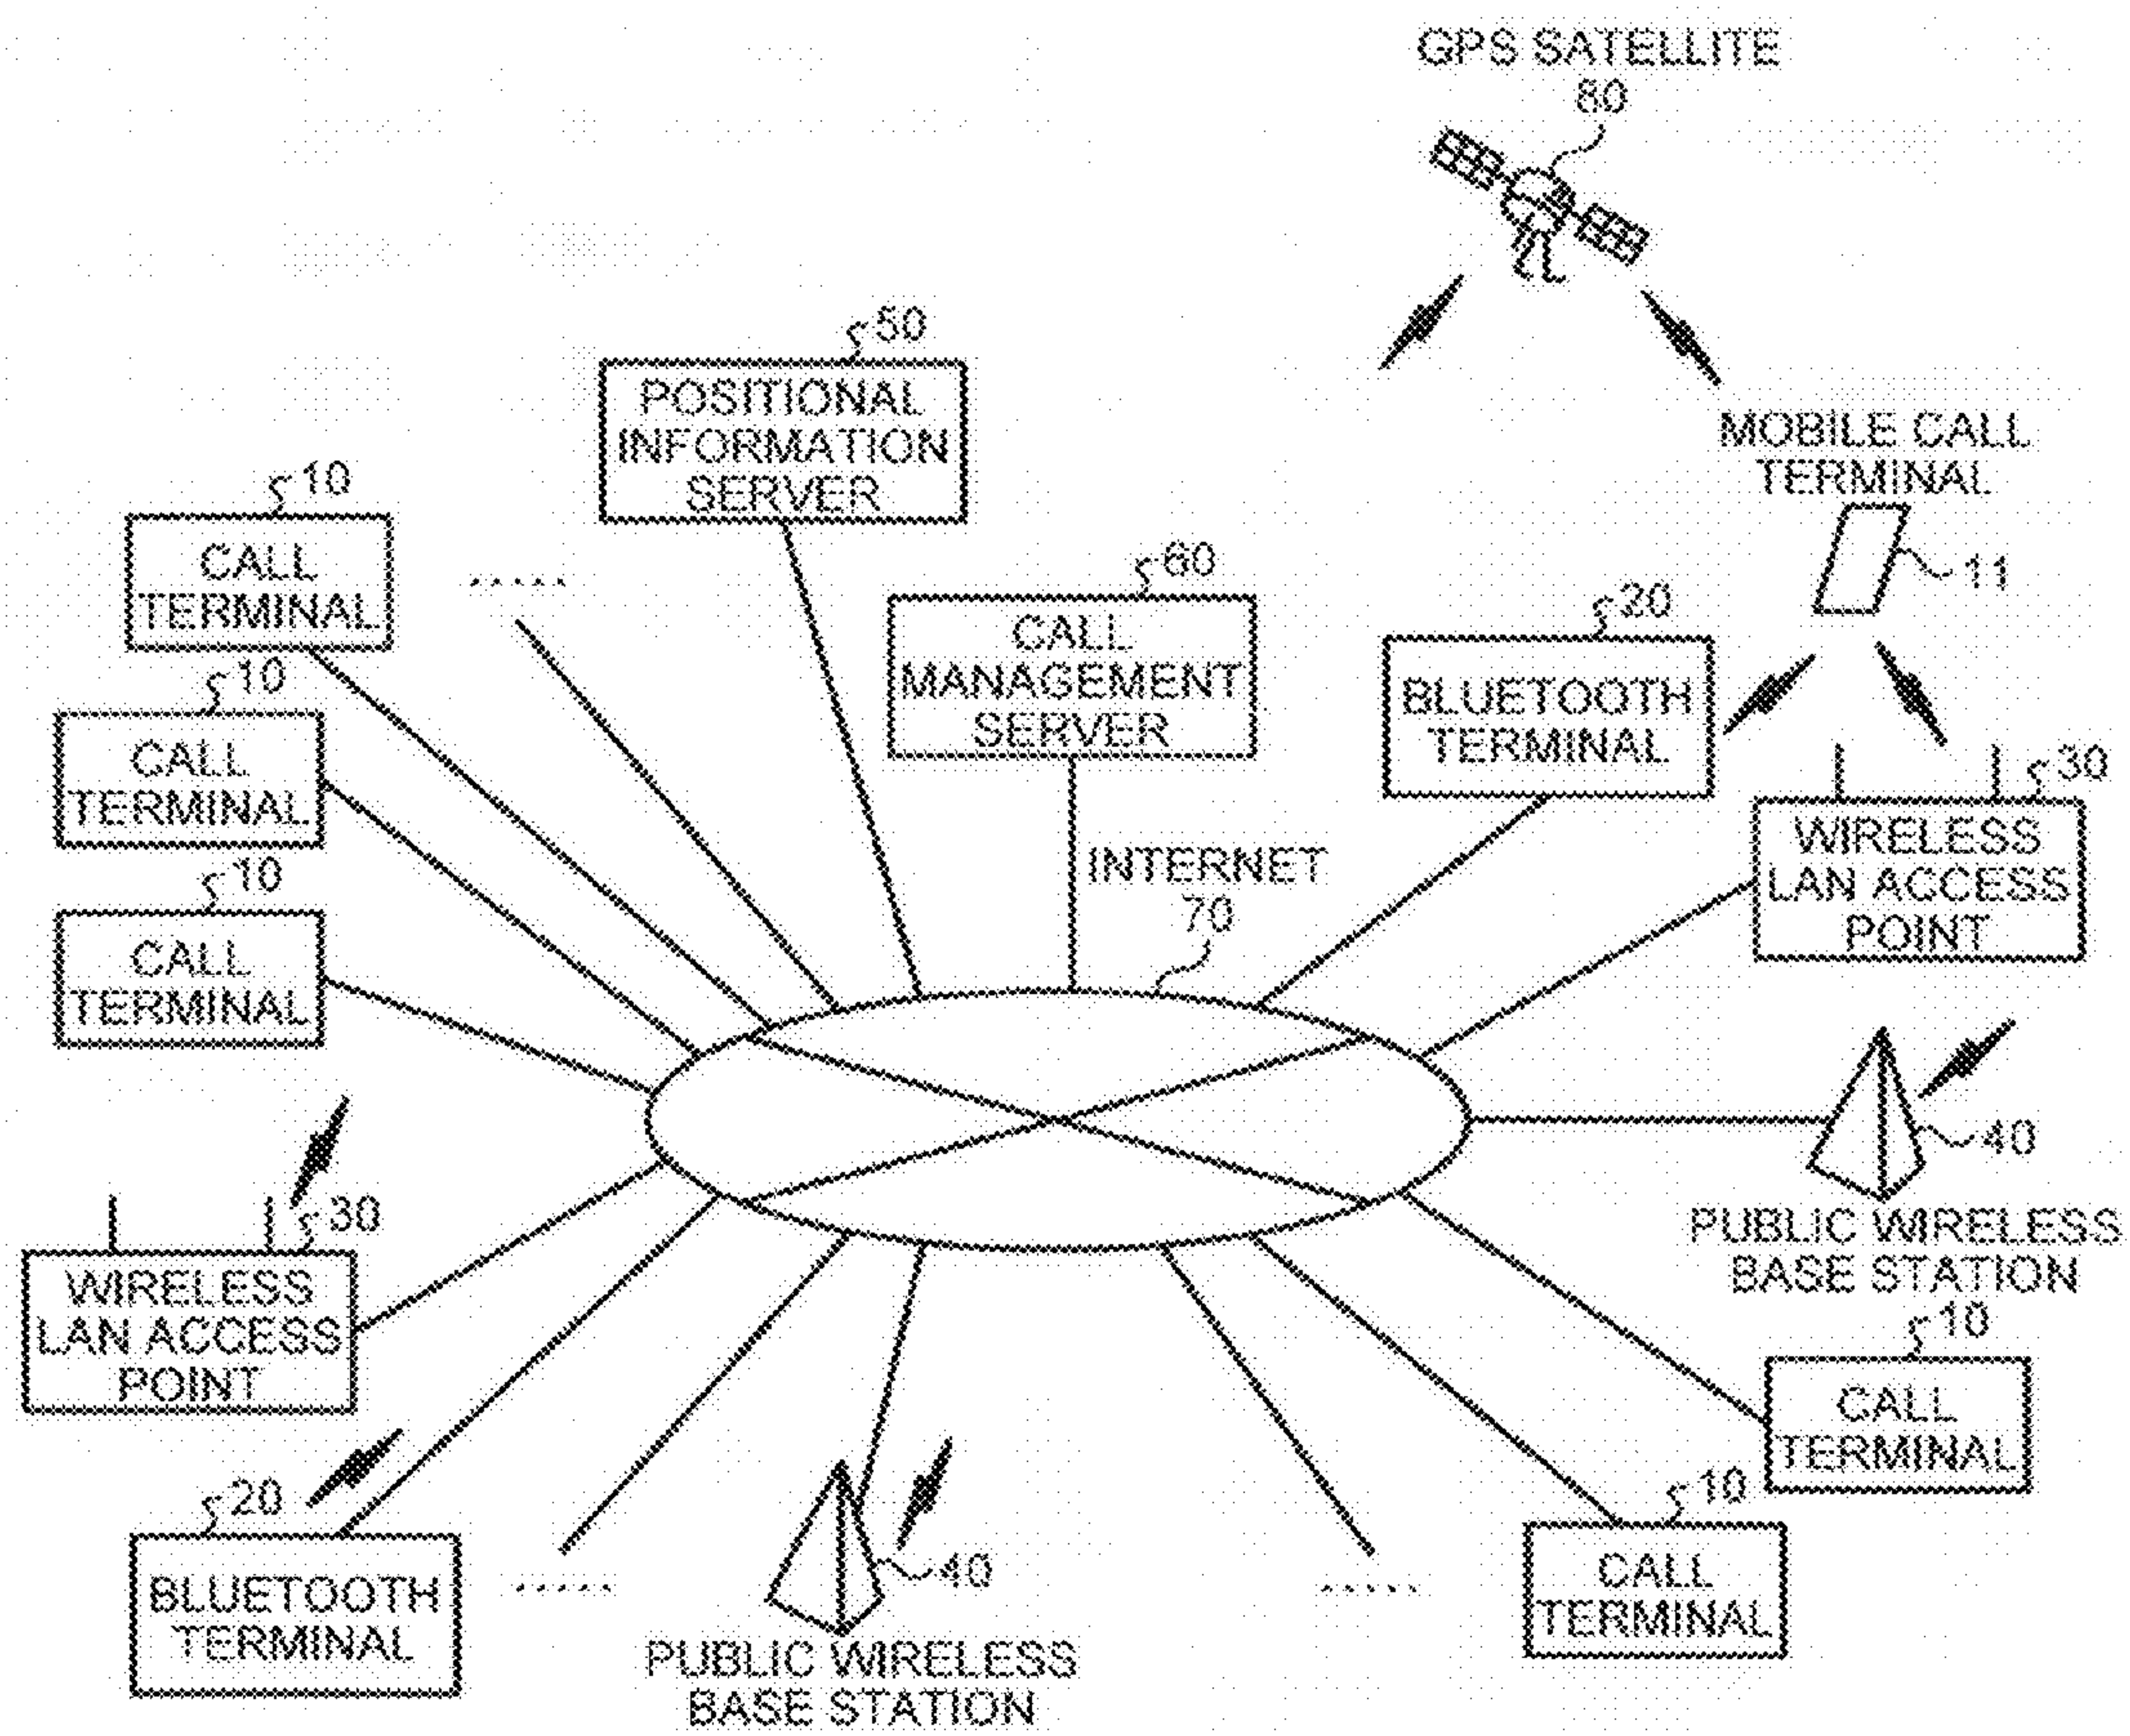 GPS SATELLITE
80
50
POSITIONAL
INFORMATION
SERVER
MOBILE CALL
TERMINAL
11
10
CALL
TERMINAL
.....
60
CALL
MANAGEMENT
SERVER
20
BLUETOOTH
TERMINAL
10
CALL
TERMINAL
30
WIRELESS
LAN ACCESS
POINT
INTERNET
70
10
CALL
TERMINAL
40
PUBLIC WIRELESS
BASE STATION
30
WIRELESS
LAN ACCESS
POINT
10
CALL
TERMINAL
20
BLUETOOTH
TERMINAL
.....
40
PUBLIC WIRELESS
BASE STATION
.....
10
CALL
TERMINAL